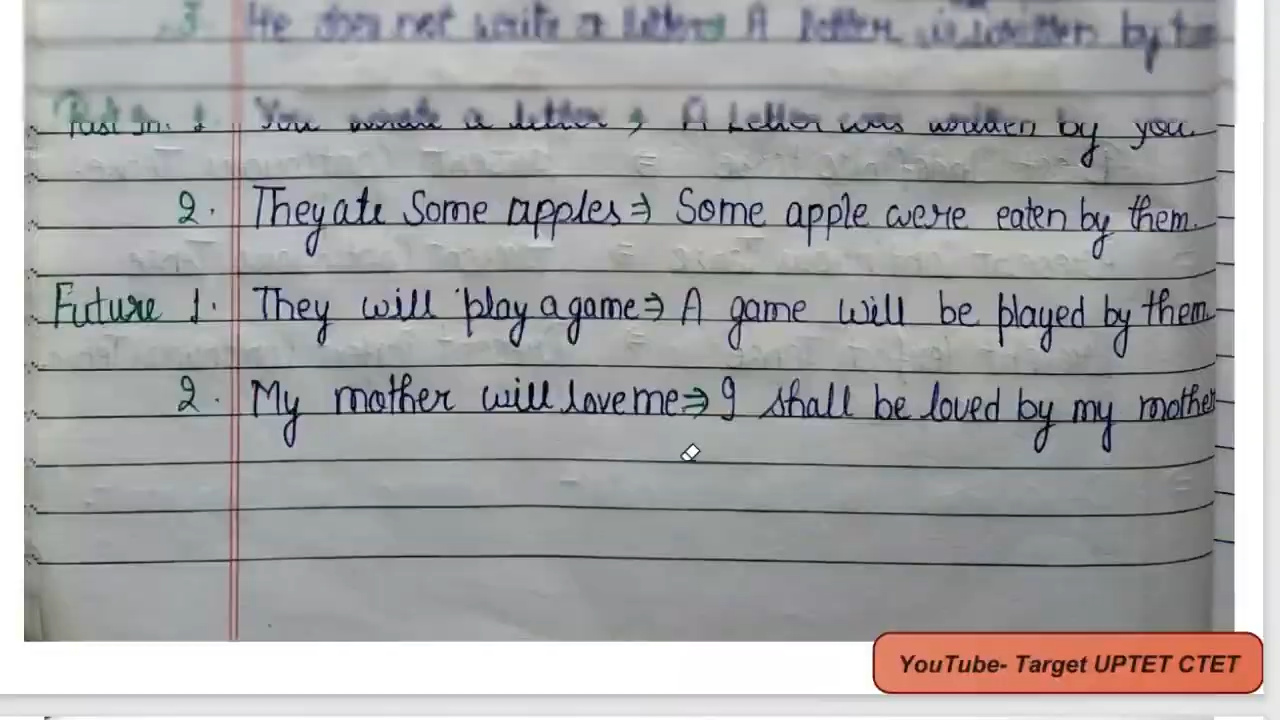 3. He does not write a letter A letter is written by
Past In. 1. You wrote a letter ⇒ A Letter was written by you.
2. They ate Some apples ⇒ Some apple were eaten by them.
Future 1. They will play a game ⇒ A game will be played by them
2. My mother will love me ⇒ I shall be loved by my mother
YouTube- Target UPTET CTET